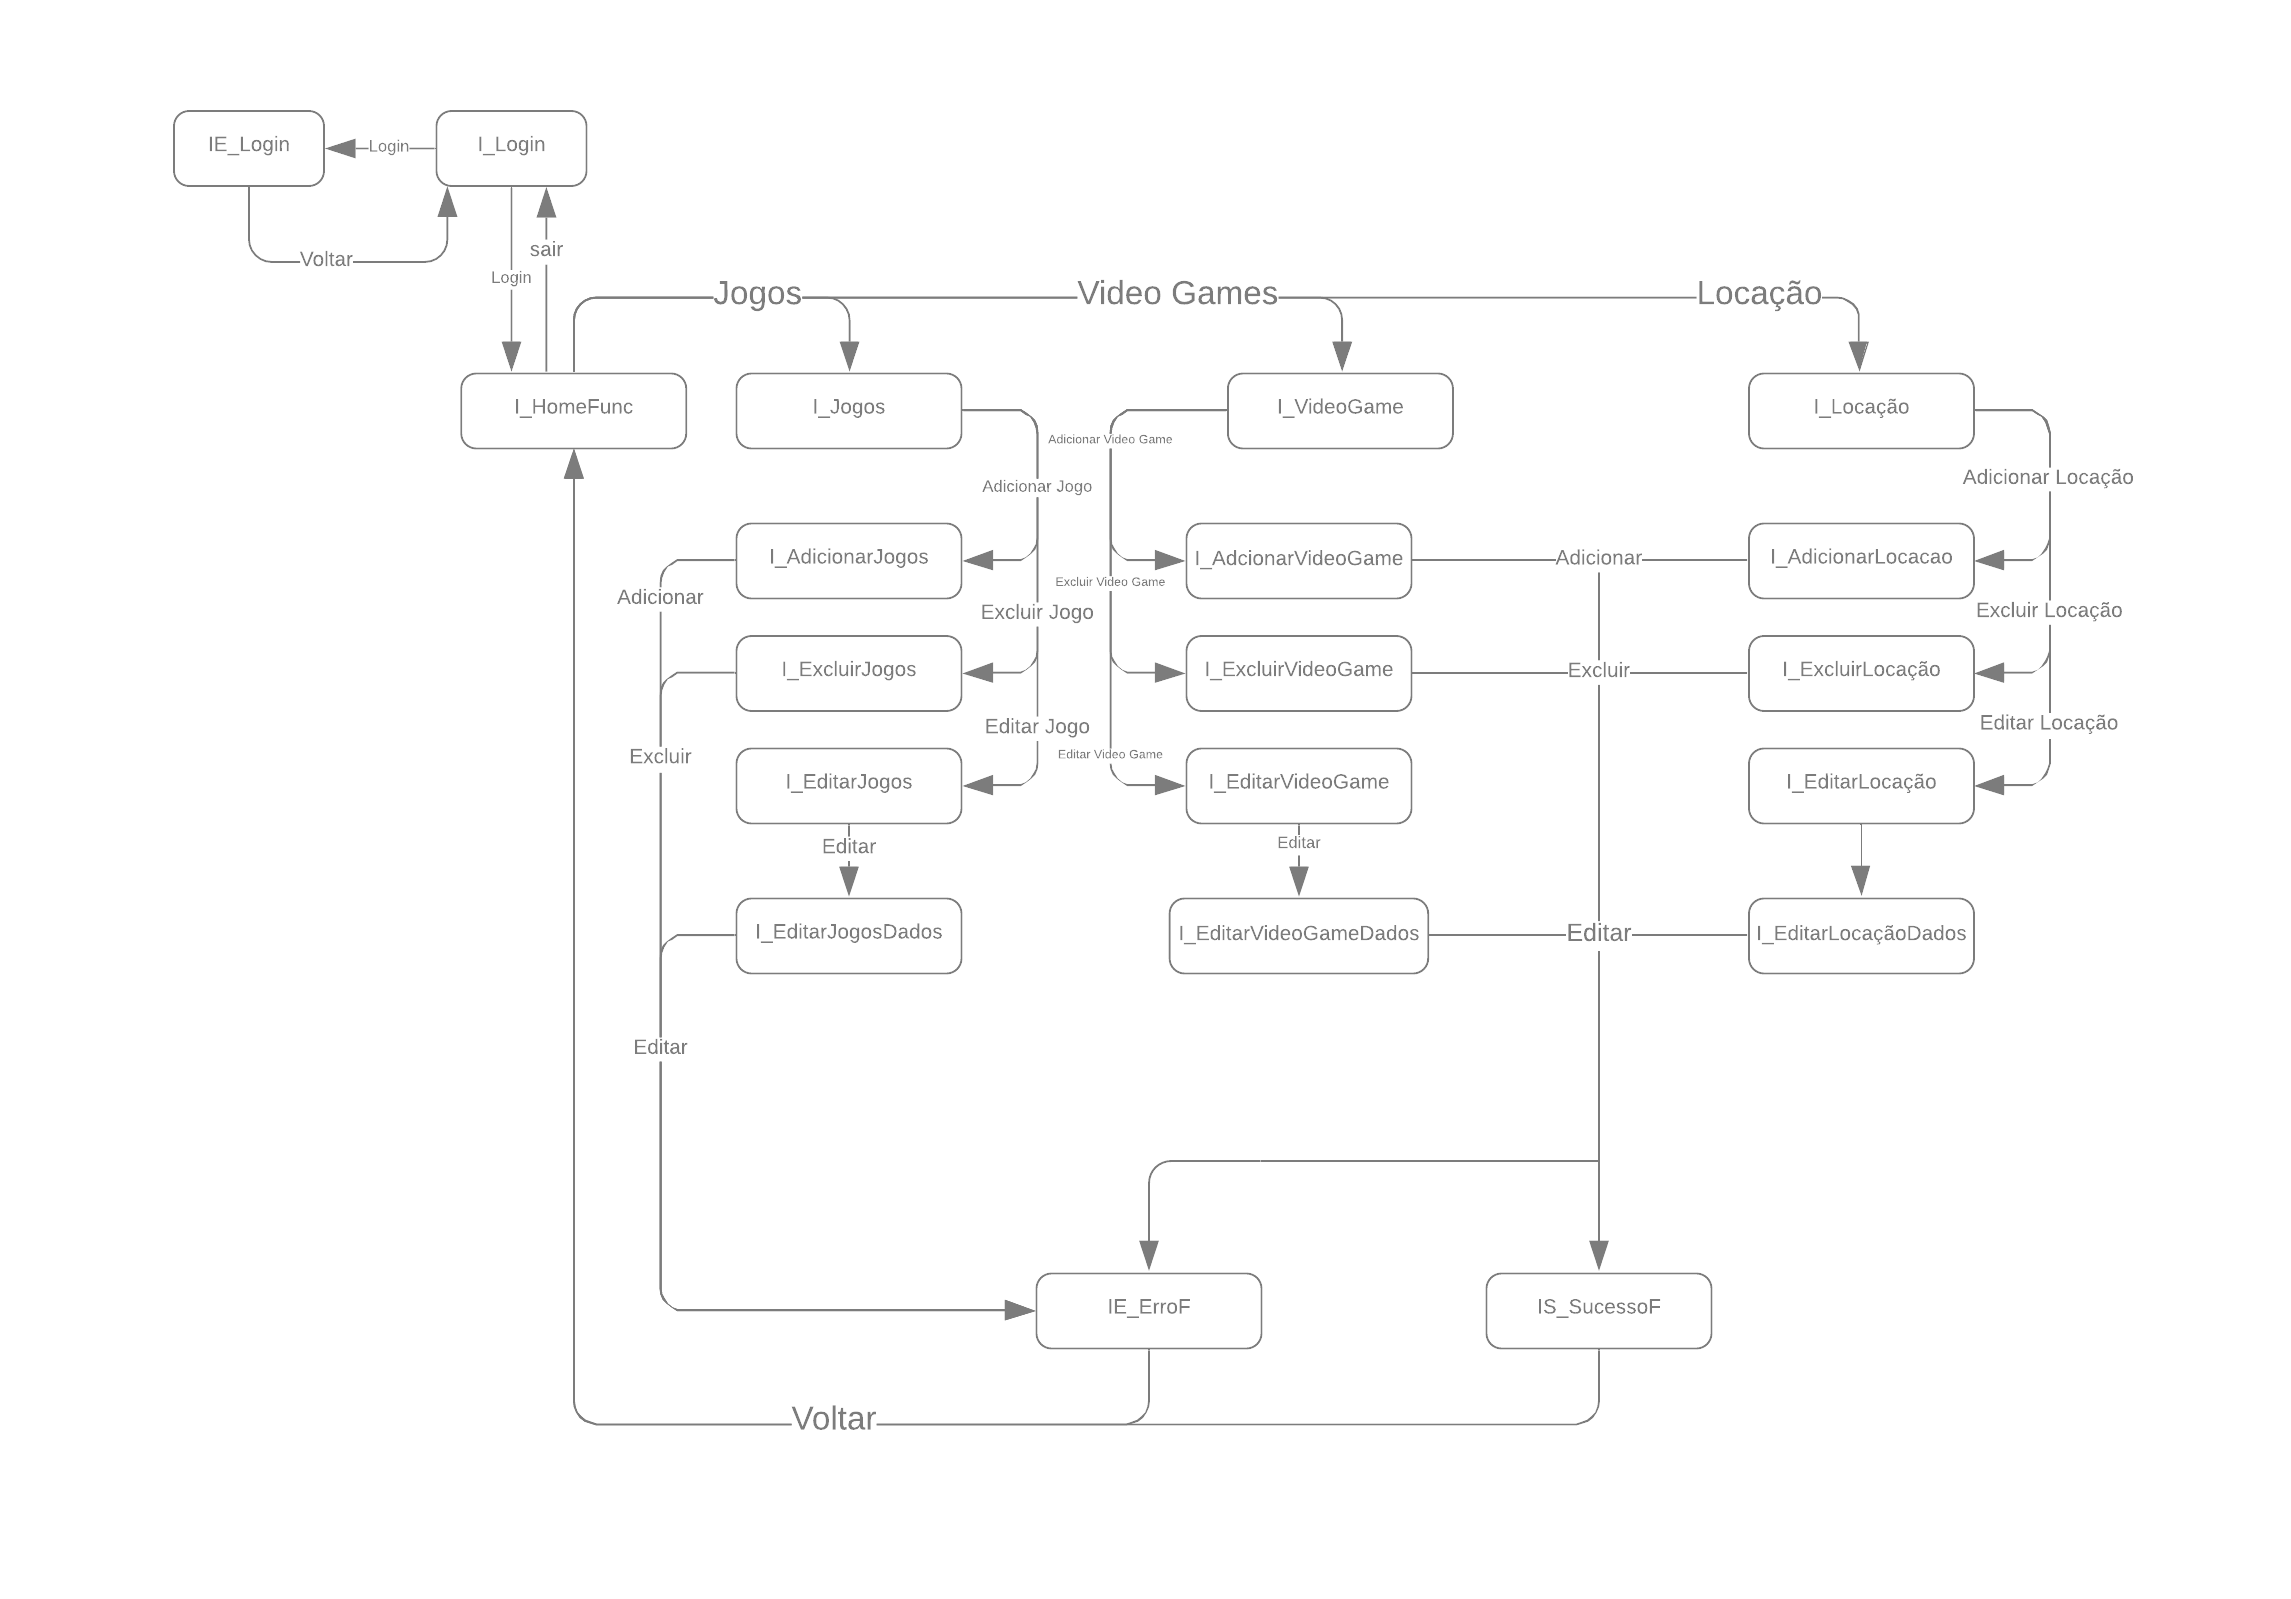 IE_Login
Login
I_Login
Voltar
sair
Login
Jogos
Video Games
Locação
I_HomeFunc
I_Jogos
I_VideoGame
I_Locação
Adicionar Video Game
Adicionar Jogo
Adicionar Locação
I_AdicionarJogos
I_AdcionarVideoGame
Adicionar
I_AdicionarLocacao
Adicionar
Excluir Video Game
Excluir Jogo
Excluir Locação
I_ExcluirJogos
I_ExcluirVideoGame
Excluir
I_ExcluirLocação
Excluir
Editar Jogo
Editar Video Game
Editar Locação
I_EditarJogos
I_EditarVideoGame
I_EditarLocação
Editar
Editar
I_EditarJogosDados
I_EditarVideoGameDados
Editar
I_EditarLocaçãoDados
Editar
IE_ErroF
IS_SucessoF
Voltar